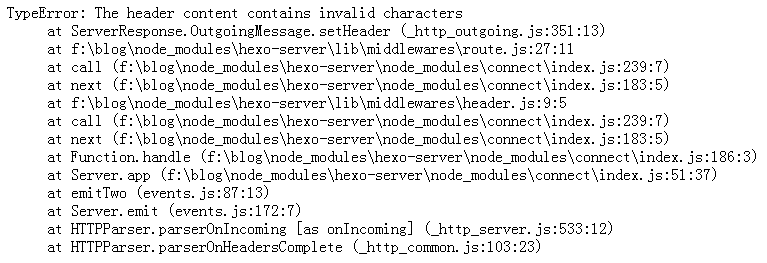 TypeError: The header content contains invalid characters
at ServerResponse.OutgoingMessage.setHeader (_http_outgoing.js:351:13)
at f:\blog\node_modules\hexo-server\lib\middlewares\route.js:27:11
at call (f:\blog\node_modules\hexo-server\node_modules\connect\index.js:239:7)
at next (f:\blog\node_modules\hexo-server\node_modules\connect\index.js:183:5)
at f:\blog\node_modules\hexo-server\lib\middlewares\header.js:9:5
at call (f:\blog\node_modules\hexo-server\node_modules\connect\index.js:239:7)
at next (f:\blog\node_modules\hexo-server\node_modules\connect\index.js:183:5)
at Function.handle (f:\blog\node_modules\hexo-server\node_modules\connect\index.js:186:3)
at Server.app (f:\blog\node_modules\hexo-server\node_modules\connect\index.js:51:37)
at emitTwo (events.js:87:13)
at Server.emit (events.js:172:7)
at HTTPParser.parserOnIncoming [as onIncoming] (_http_server.js:533:12)
at HTTPParser.parserOnHeadersComplete (_http_common.js:103:23)